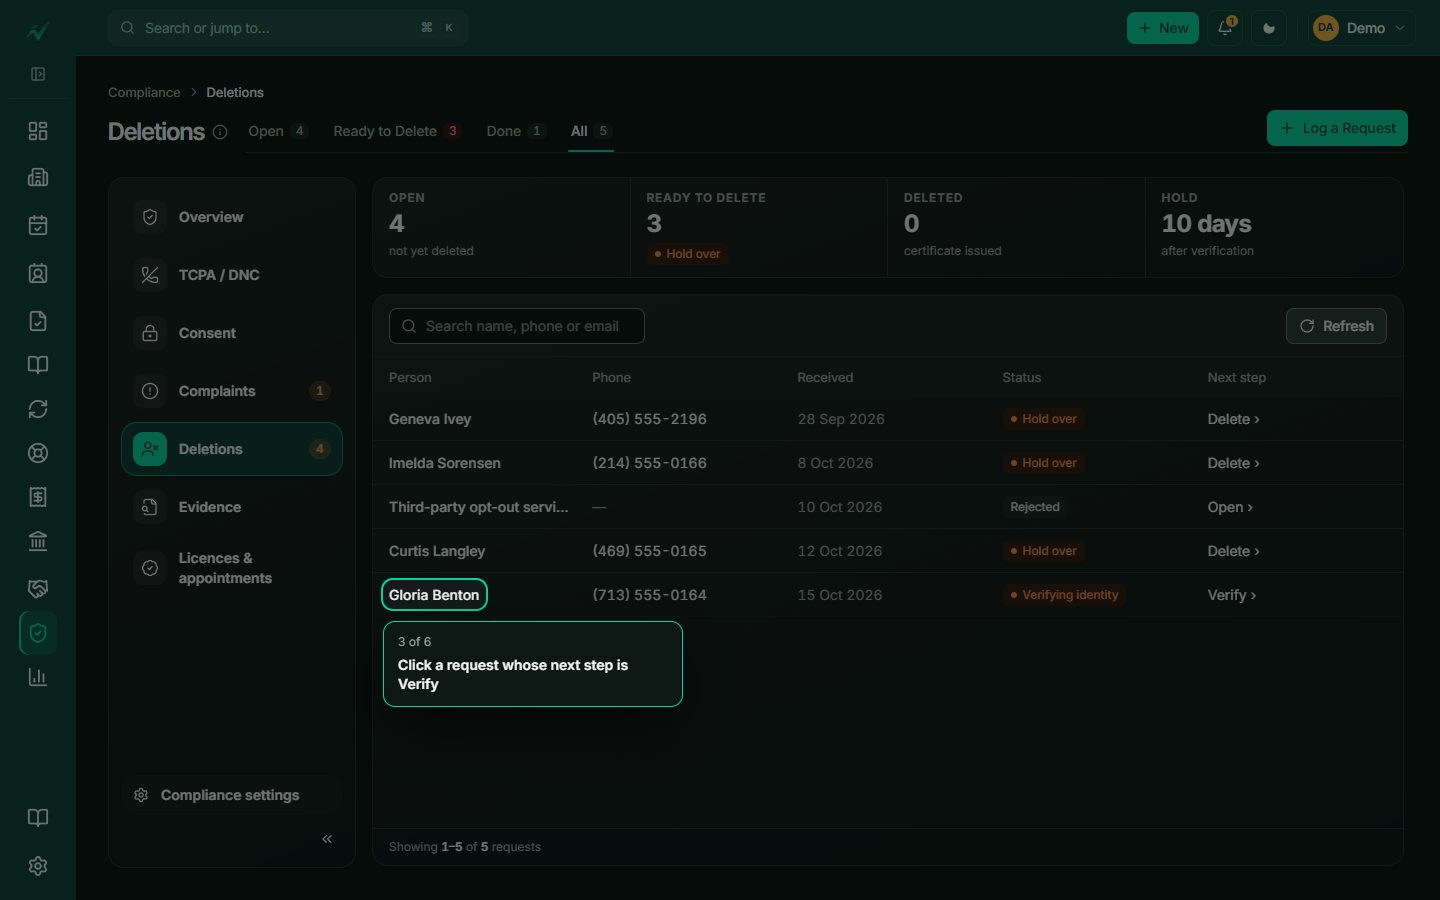 Search or jump to... ⌘ K
+ New
1
DA Demo
Compliance > Deletions
Deletions
Open 4
Ready to Delete 3
Done 1
All 5
+ Log a Request
Overview
TCPA / DNC
Consent
Complaints 1
Deletions 4
Evidence
Licences &
appointments
Compliance settings
OPEN
4
not yet deleted
READY TO DELETE
3
Hold over
DELETED
0
certificate issued
HOLD
10 days
after verification
Search name, phone or email
Refresh
Person Phone Received Status Next step
Geneva Ivey (405) 555-2196 28 Sep 2026 Hold over Delete ›
Imelda Sorensen (214) 555-0166 8 Oct 2026 Hold over Delete ›
Third-party opt-out servi... — 10 Oct 2026 Rejected Open ›
Curtis Langley (469) 555-0165 12 Oct 2026 Hold over Delete ›
Gloria Benton (713) 555-0164 15 Oct 2026 Verifying identity Verify ›
3 of 6
Click a request whose next step is
Verify
Showing 1–5 of 5 requests